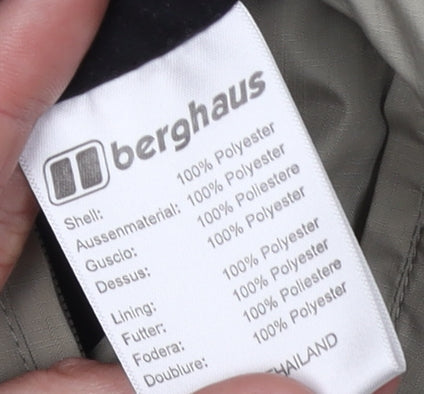 berghaus
Shell: 100% Polyester
Aussenmaterial: 100% Polyester
Guscio: 100% Poliestere
Dessus: 100% Polyester
Lining: 100% Polyester
Futter: 100% Polyester
Fodera: 100% Poliestere
Doublure: 100% Polyester
THAILAND